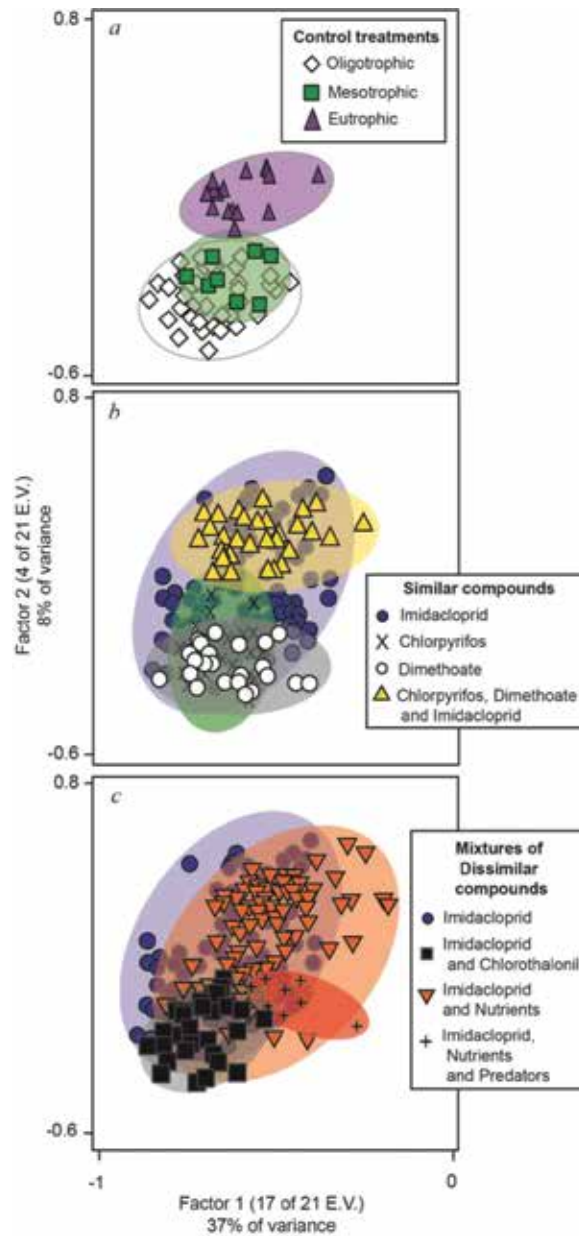 0.8
a
Control treatments
Oligotrophic
Mesotrophic
Eutrophic
-0.6
0.8
b
Factor 2 (4 of 21 E.V.)
8% of variance
Similar compounds
Imidacloprid
Chlorpyrifos
Dimethoate
Chlorpyrifos, Dimethoate
and Imidacloprid
-0.6
0.8
c
Mixtures of
Dissimilar
compounds
Imidacloprid
Imidacloprid
and Chlorothalonil
Imidacloprid
and Nutrients
Imidacloprid,
Nutrients
and Predators
-0.6
-1
0
Factor 1 (17 of 21 E.V.)
37% of variance